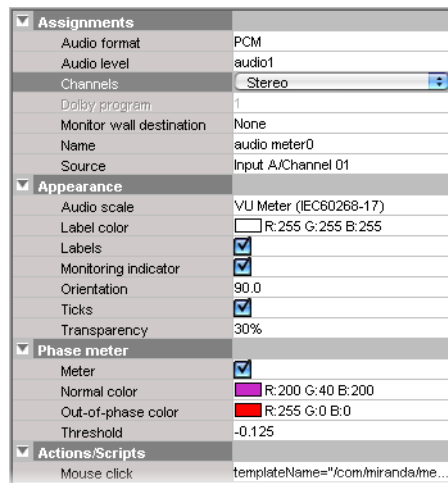 Assignments
Audio format PCM
Audio level audio1
Channels Stereo
Dolby program 1
Monitor wall destination None
Name audio meter0
Source Input A/Channel 01
Appearance
Audio scale VU Meter (IEC60268-17)
Label color R:255 G:255 B:255
Labels
Monitoring indicator
Orientation 90.0
Ticks
Transparency 30%
Phase meter
Meter
Normal color R:200 G:40 B:200
Out-of-phase color R:255 G:0 B:0
Threshold -0.125
Actions/Scripts
Mouse click templateName="/com/miranda/me...